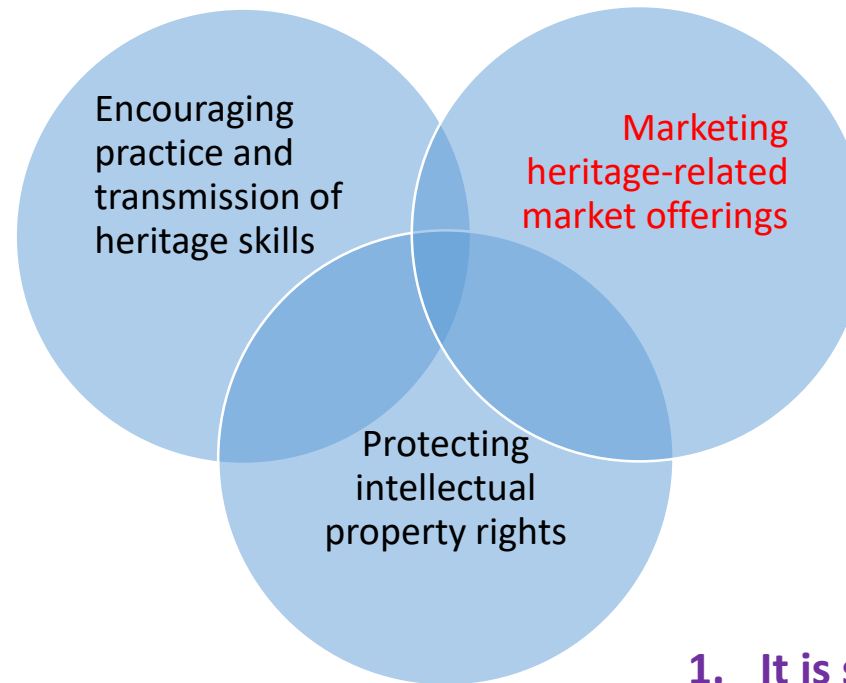 Encouraging
practice and
transmission of
heritage skills
Marketing
heritage-related
market offerings
Protecting
intellectual
property rights
1. It is